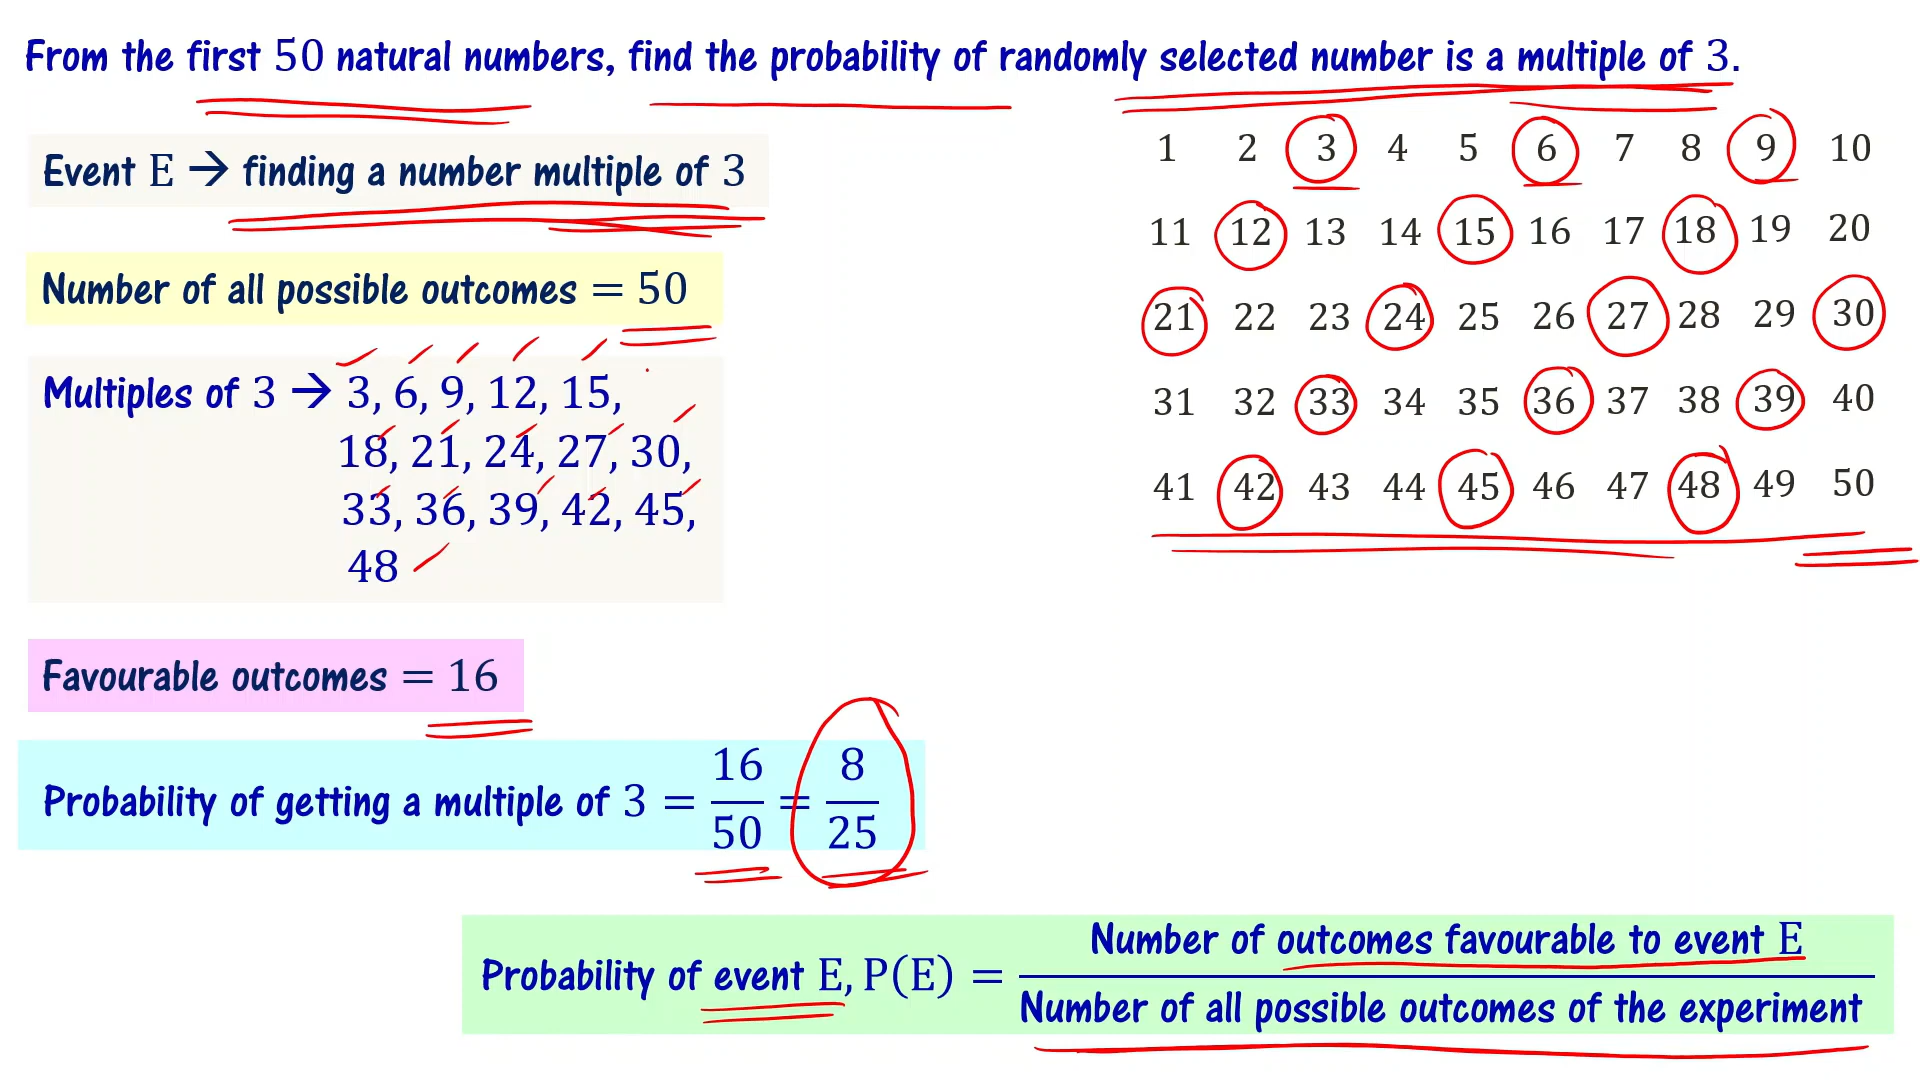 From the first 50 natural numbers, find the probability of randomly selected number is a multiple of 3.
Event E → finding a number multiple of 3
Number of all possible outcomes = 50
Multiples of 3 → 3, 6, 9, 12, 15,
18, 21, 24, 27, 30,
33, 36, 39, 42, 45,
48
Favourable outcomes = 16
Probability of getting a multiple of 3 = 16/50 = 8/25
1 2 3 4 5 6 7 8 9 10
11 12 13 14 15 16 17 18 19 20
21 22 23 24 25 26 27 28 29 30
31 32 33 34 35 36 37 38 39 40
41 42 43 44 45 46 47 48 49 50
Probability of event E, P(E) = Number of outcomes favourable to event E / Number of all possible outcomes of the experiment